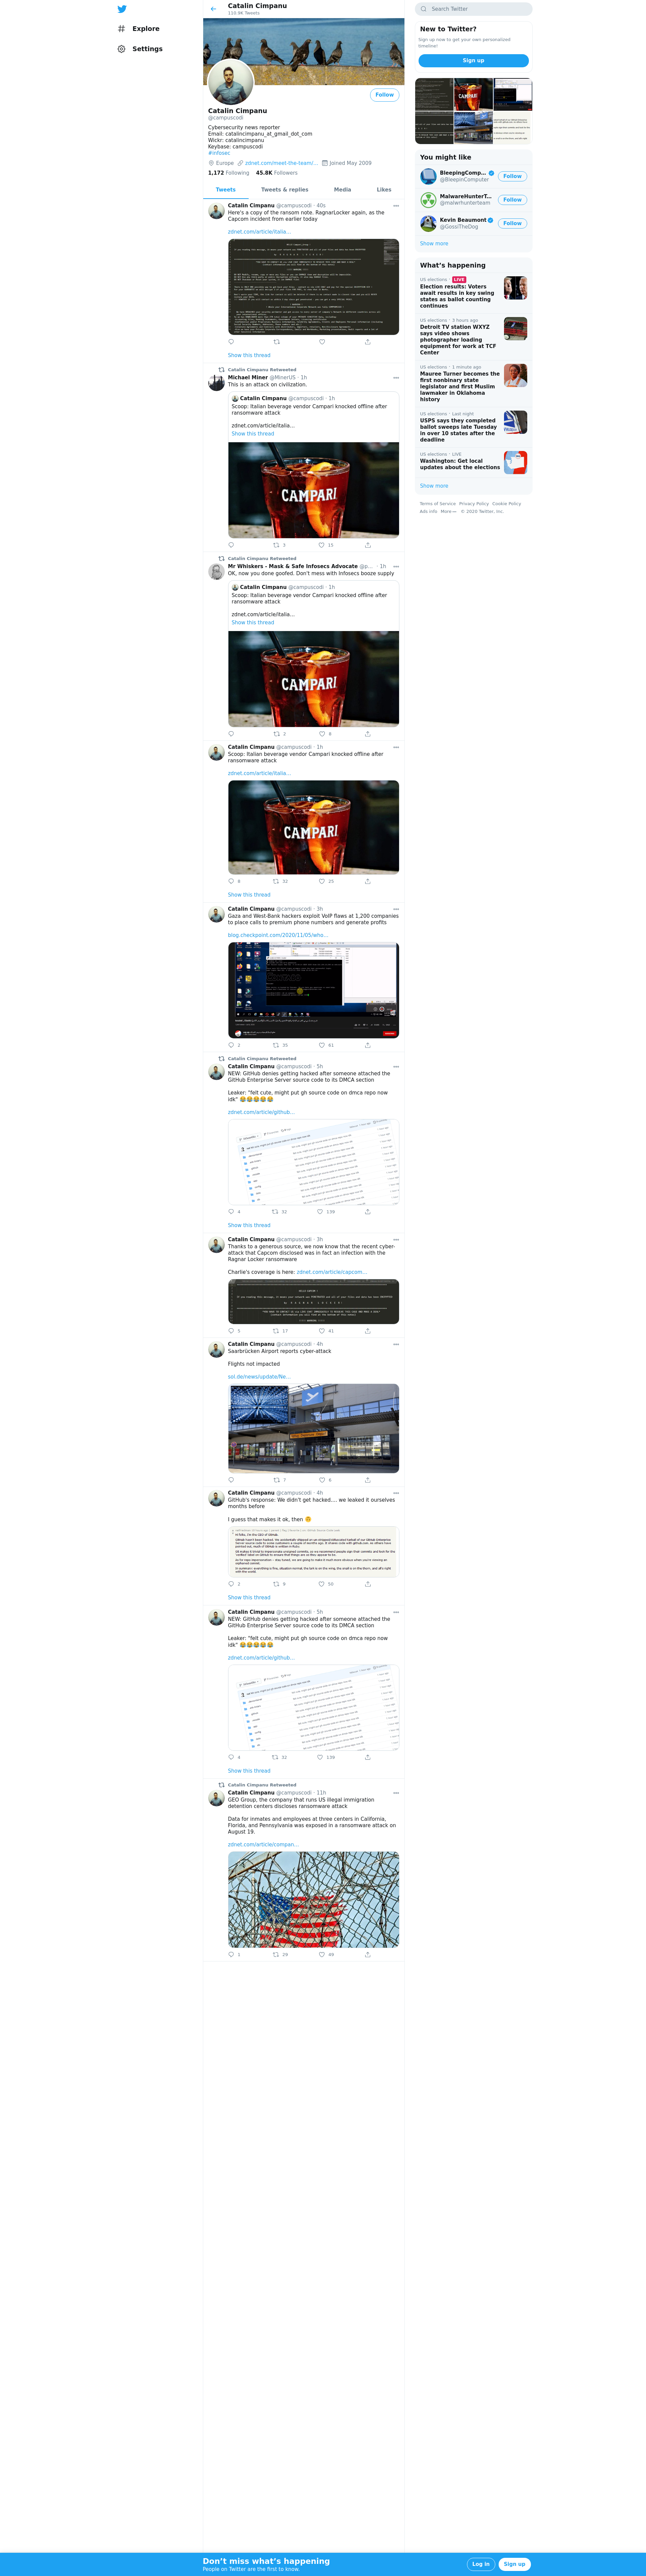 Explore
Settings
Catalin Cimpanu
110.9K Tweets
Follow
Catalin Cimpanu
@campuscodi
Cybersecurity news reporter
Email: catalincimpanu_at_gmail_dot_com
Wickr: catalincimpanu
Keybase: campuscodi
#infosec
Europe zdnet.com/meet-the-team/... Joined May 2009
1,172 Following 45.8K Followers
Tweets Tweets & replies Media Likes
Catalin Cimpanu @campuscodi · 40s
Here's a copy of the ransom note. RagnarLocker again, as the
Capcom incident from earlier today
zdnet.com/article/italia...
Show this thread
Catalin Cimpanu Retweeted
Michael Miner @MinerUS · 1h
This is an attack on civilization.
Catalin Cimpanu @campuscodi · 1h
Scoop: Italian beverage vendor Campari knocked offline after
ransomware attack
zdnet.com/article/italia...
Show this thread
CAMPARI
3 11
Catalin Cimpanu Retweeted
Mr Whiskers - Mask & Safe Infosecs Advocate @p... · 1h
OK, now you done goofed. Don't mess with Infosecs booze supply
Catalin Cimpanu @campuscodi · 1h
Scoop: Italian beverage vendor Campari knocked offline after
ransomware attack
zdnet.com/article/italia...
Show this thread
CAMPARI
2 8
Catalin Cimpanu @campuscodi · 1h
Scoop: Italian beverage vendor Campari knocked offline after
ransomware attack
zdnet.com/article/italia...
CAMPARI
6 32 25
Show this thread
Catalin Cimpanu @campuscodi · 3h
Gaza and West-Bank hackers exploit VoIP flaws at 1,200 companies
to place calls to premium phone numbers and generate profits
blog.checkpoint.com/2020/11/05/who...
2 35 61
Catalin Cimpanu Retweeted
Catalin Cimpanu @campuscodi · 5h
NEW: GitHub denies getting hacked after someone attached the
GitHub Enterprise Server source code to its DMCA section
Leaker: "felt cute, might put gh source code on dmca repo now
idk" 😂😂😂😂😂
zdnet.com/article/github...
4 32 139
Show this thread
Catalin Cimpanu @campuscodi · 3h
Thanks to a generous source, we now know that the recent cyber-
attack that Capcom disclosed was in fact an infection with the
Ragnar Locker ransomware
Charlie's coverage is here: zdnet.com/article/capcom...
5 17 41
Catalin Cimpanu @campuscodi · 4h
Saarbrücken Airport reports cyber-attack
Flights not impacted
sol.de/news/update/Ne...
7 6
Catalin Cimpanu @campuscodi · 4h
GitHub's response: We didn't get hacked.... we leaked it ourselves
months before
I guess that makes it ok, then
2 9 50
Show this thread
Catalin Cimpanu @campuscodi · 5h
NEW: GitHub denies getting hacked after someone attached the
GitHub Enterprise Server source code to its DMCA section
Leaker: "felt cute, might put gh source code on dmca repo now
idk" 😂😂😂😂😂
zdnet.com/article/github...
4 32 139
Show this thread
Catalin Cimpanu Retweeted
Catalin Cimpanu @campuscodi · 11h
GEO Group, the company that runs US illegal immigration
detention centers discloses ransomware attack
Data for inmates and employees at three centers in California,
Florida, and Pennsylvania was exposed in a ransomware attack on
August 19.
zdnet.com/article/compan...
1 29 49
Search Twitter
New to Twitter?
Sign up now to get your own personalized
timeline!
Sign up
You might like
BleepingComp...
@BleepinComputer
Follow
MalwareHunterT...
@malwrhunterteam
Follow
Kevin Beaumont
@GossiTheDog
Follow
Show more
What's happening
US elections · LIVE
Election results: Voters
await results in key swing
states as ballot counting
continues
US elections · 3 hours ago
Detroit TV station WXYZ
says video shows
photographer loading
equipment for work at TCF
Center
US elections · 1 minute ago
Mauree Turner becomes the
first nonbinary state
legislator and first Muslim
lawmaker in Oklahoma
history
US elections · Last night
USPS says they completed
ballot sweeps late Tuesday
in over 10 states after the
deadline
US elections · LIVE
Washington: Get local
updates about the elections
Show more
Terms of Service Privacy Policy Cookie Policy
Ads info More © 2020 Twitter, Inc.
Don't miss what's happening
People on Twitter are the first to know.
Log in Sign up